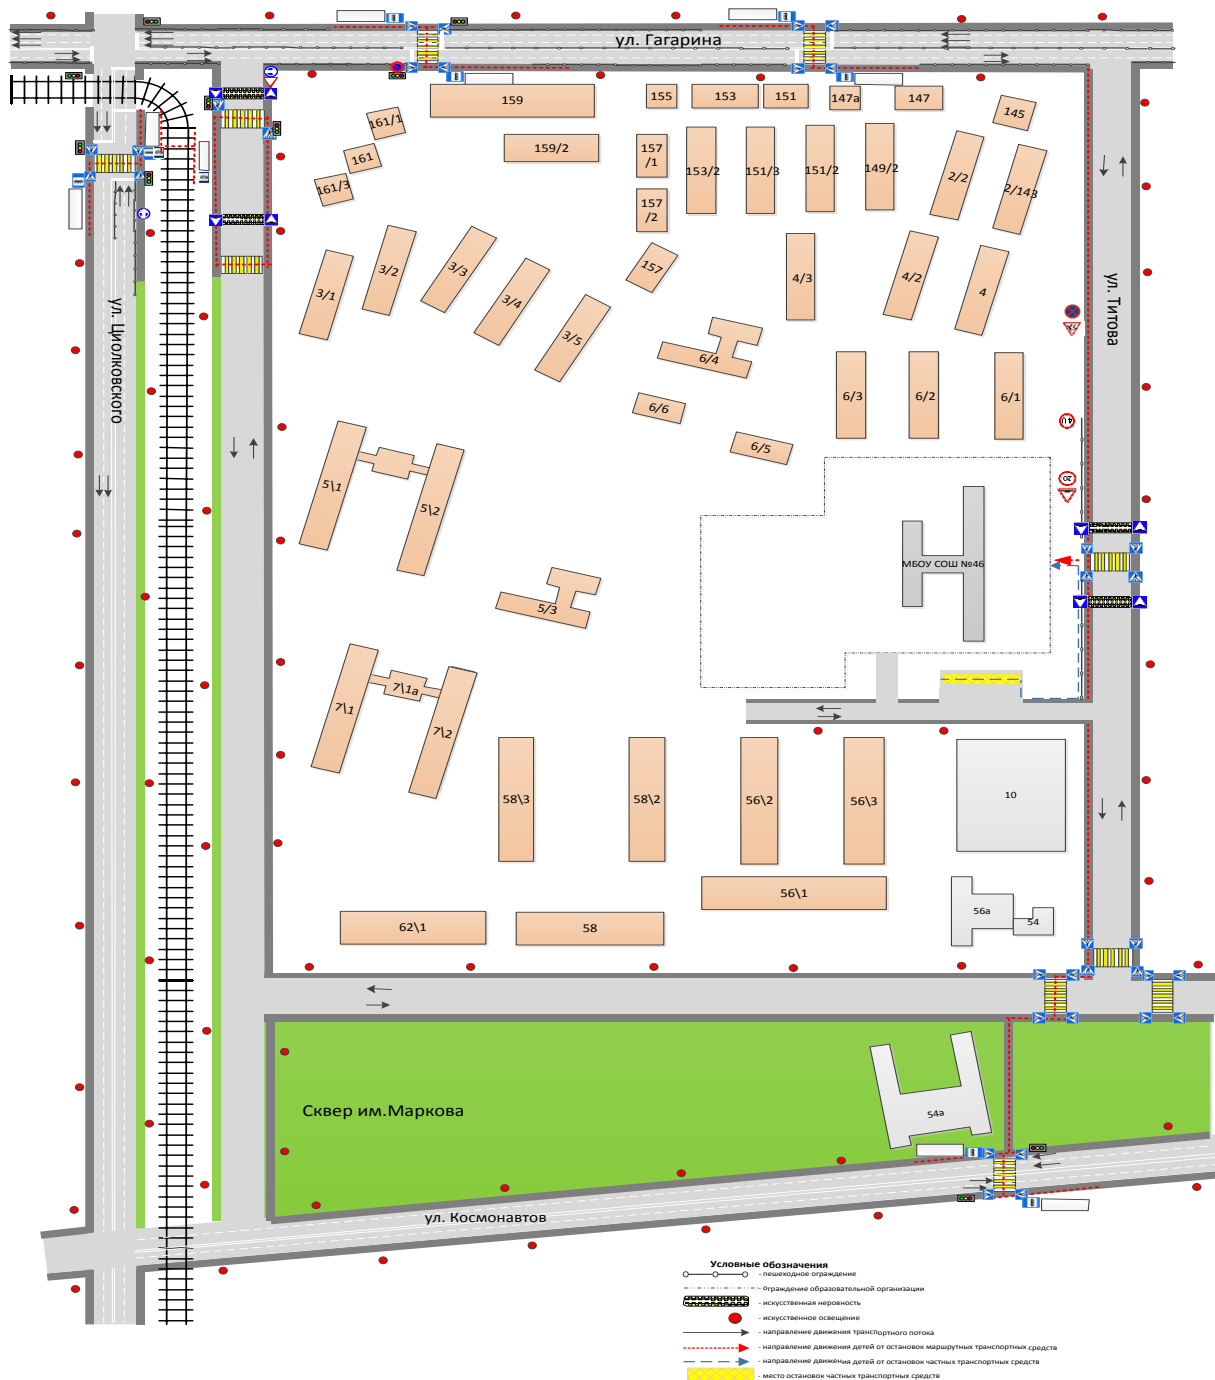 ул. Гагарина
159
155
153
151
147а
147
145
161/1
159/2
157
/1
153/2
151/3
151/2
149/2
2/2
2/143
161
161/3
157
/2
3/1
3/2
3/3
3/4
3/5
157
4/3
4/2
4
ул. Циолковского
ул. Титова
6/4
6/6
6/5
6/3
6/2
6/1
40
20
5\1
5\2
МБОУ СОШ №46
5/3
7\1
7\1а
7\2
58\3
58\2
56\2
56\3
10
56\1
56а
54
62\1
58
Сквер им.Маркова
54а
ул. Космонавтов
Условные обозначения
- пешеходное ограждение
- ограждение образовательной организации
- искусственная неровность
- искусственное освещение
- направление движения транспортного потока
- направление движения детей от остановок маршрутных транспортных средств
- направление движения детей от остановок частных транспортных средств
- место остановок частных транспортных средств